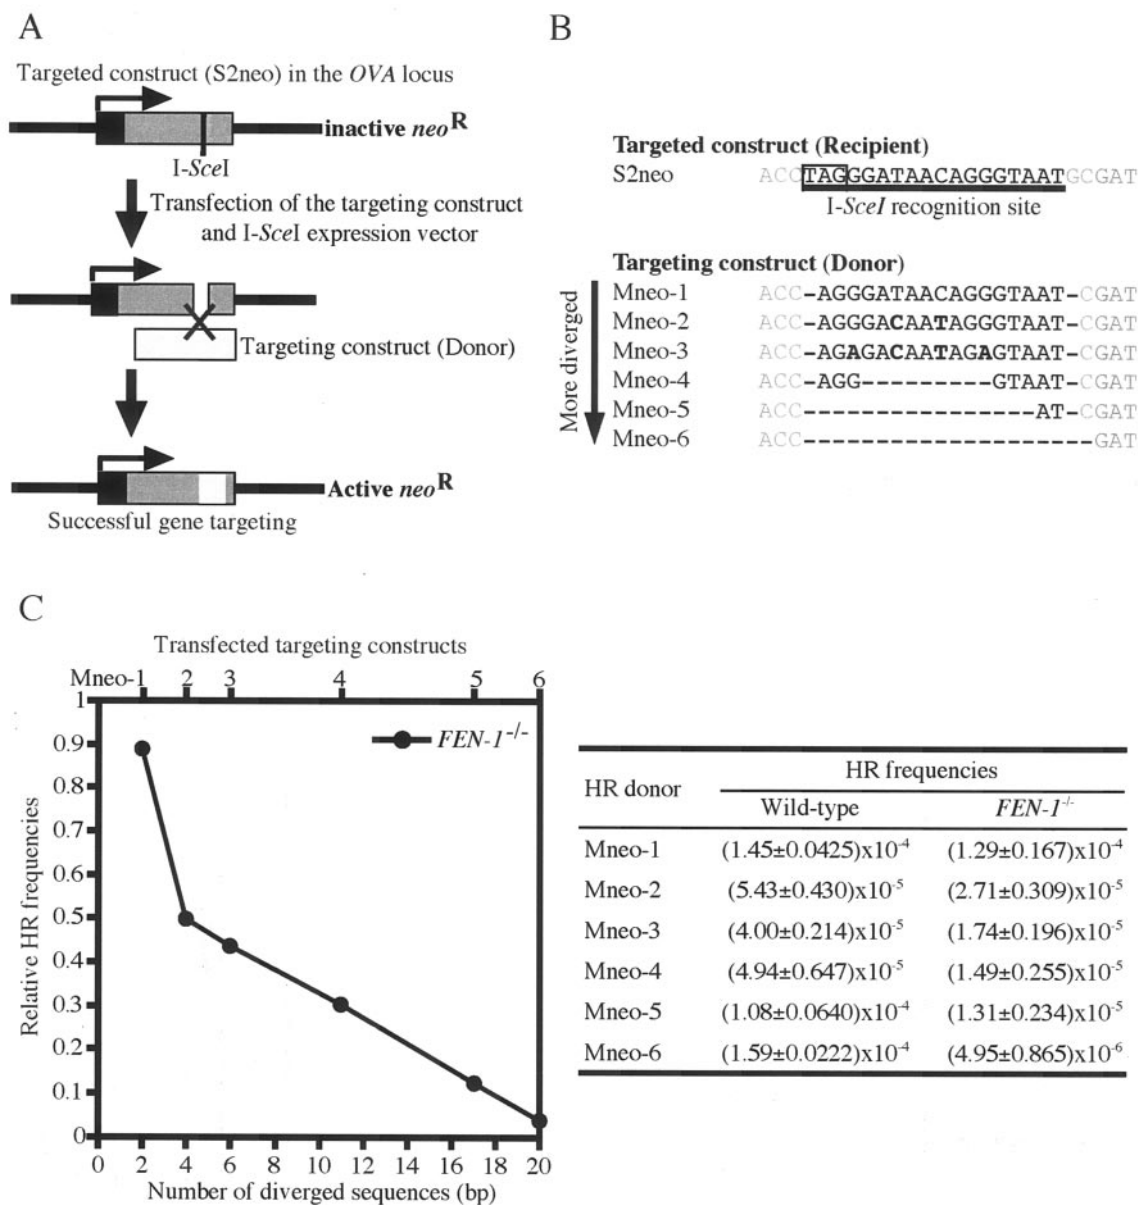 A
Targeted construct (S2neo) in the OVA locus
inactive neoR
I-SceI
Transfection of the targeting construct
and I-SceI expression vector
Targeting construct (Donor)
Active neoR
Successful gene targeting
B
Targeted construct (Recipient)
S2neo ACCTAGGGATAACAGGGTAATGCGAT
I-SceI recognition site
Targeting construct (Donor)
More diverged
Mneo-1 ACC-AGGGATAACAGGGTAAT-CGAT
Mneo-2 ACC-AGGGACAATAGGGTAAT-CGAT
Mneo-3 ACC-AGAGACAATAGAGTAAT-CGAT
Mneo-4 ACC-AGG----------GTAAT-CGAT
Mneo-5 ACC------------------AT-CGAT
Mneo-6 ACC----------------------GAT
C
Transfected targeting constructs
Mneo-1 2 3 4 5 6
FEN-1-/-
Relative HR frequencies
1
0.9
0.8
0.7
0.6
0.5
0.4
0.3
0.2
0.1
0
0 2 4 6 8 10 12 14 16 18 20
Number of diverged sequences (bp)
HR donor
HR frequencies
Wild-type FEN-1-/-
Mneo-1 (1.45±0.0425)x10-4 (1.29±0.167)x10-4
Mneo-2 (5.43±0.430)x10-5 (2.71±0.309)x10-5
Mneo-3 (4.00±0.214)x10-5 (1.74±0.196)x10-5
Mneo-4 (4.94±0.647)x10-5 (1.49±0.255)x10-5
Mneo-5 (1.08±0.0640)x10-4 (1.31±0.234)x10-5
Mneo-6 (1.59±0.0222)x10-4 (4.95±0.865)x10-6